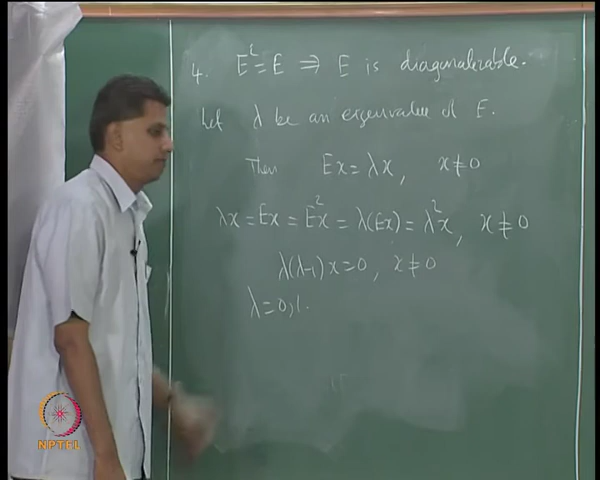 4. E² = E ⇒ E is diagonalizable.
Let λ be an eigenvalue of E.
Then Ex = λx, x ≠ 0
λx = Ex = E²x = λ(Ex) = λ²x, x ≠ 0
λ(λ-1)x = 0, x ≠ 0
λ = 0, 1.
NPTEL